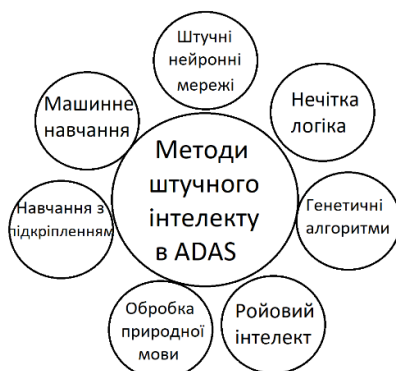 Штучні
нейронні
мережі
Машинне
навчання
Нечітка
логіка
Методи
штучного
інтелекту
в ADAS
Навчання з
підкріпленням
Генетичні
алгоритми
Обробка
природної
мови
Ройовий
інтелект